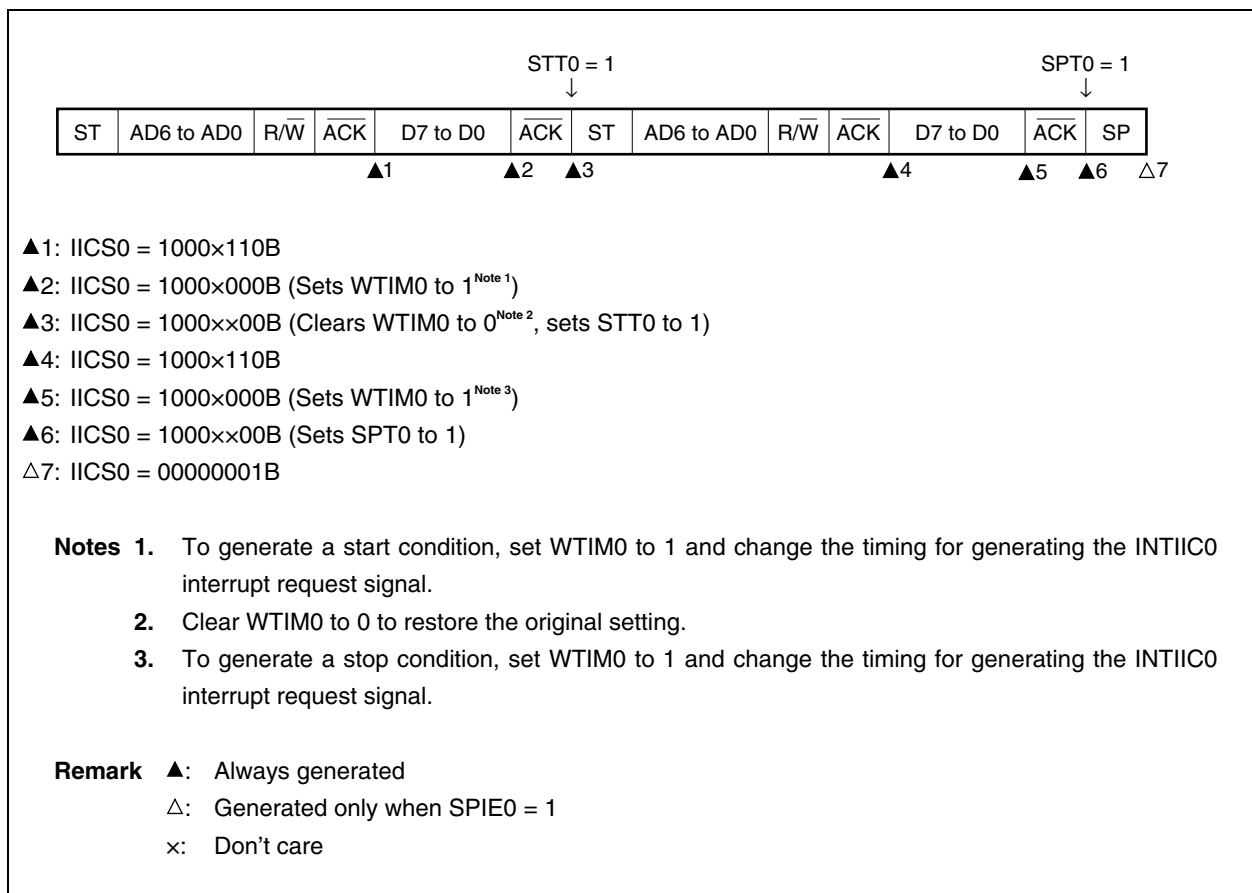 STT0 = 1 SPT0 = 1
↓ ↓
ST AD6 to AD0 R/W̅ A̅C̅K̅ D7 to D0 A̅C̅K̅ ST AD6 to AD0 R/W̅ A̅C̅K̅ D7 to D0 A̅C̅K̅ SP
▲1 ▲2 ▲3 ▲4 ▲5 ▲6 △7
▲1: IICS0 = 1000×110B
▲2: IICS0 = 1000×000B (Sets WTIM0 to 1Note 1)
▲3: IICS0 = 1000××00B (Clears WTIM0 to 0Note 2, sets STT0 to 1)
▲4: IICS0 = 1000×110B
▲5: IICS0 = 1000×000B (Sets WTIM0 to 1Note 3)
▲6: IICS0 = 1000××00B (Sets SPT0 to 1)
△7: IICS0 = 00000001B
Notes 1. To generate a start condition, set WTIM0 to 1 and change the timing for generating the INTIIC0
interrupt request signal.
2. Clear WTIM0 to 0 to restore the original setting.
3. To generate a stop condition, set WTIM0 to 1 and change the timing for generating the INTIIC0
interrupt request signal.
Remark ▲: Always generated
△: Generated only when SPIE0 = 1
×: Don't care